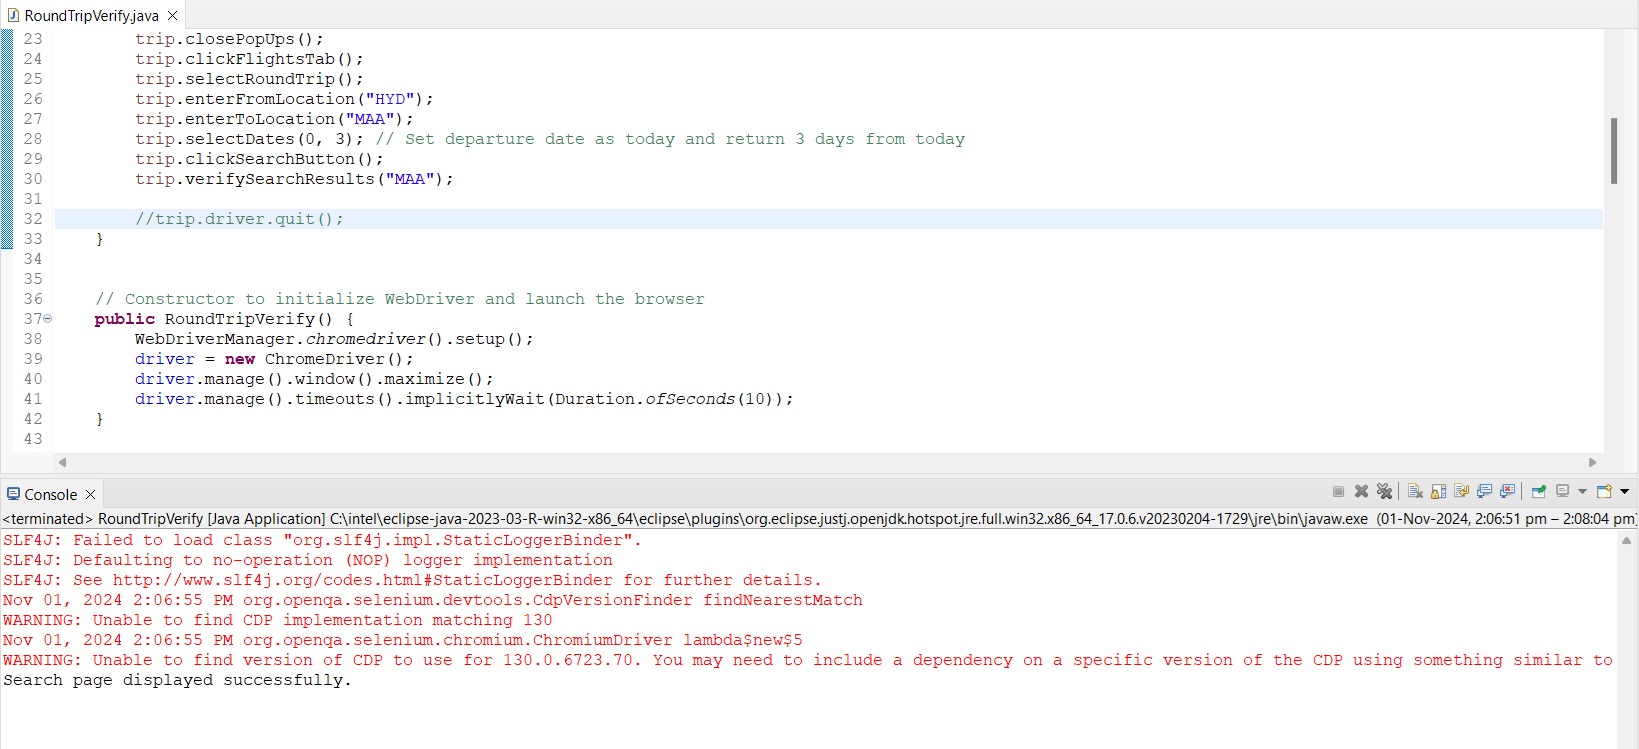 RoundTripVerify.java
23 trip.closePopUps();
24 trip.clickFlightsTab();
25 trip.selectRoundTrip();
26 trip.enterFromLocation("HYD");
27 trip.enterToLocation("MAA");
28 trip.selectDates(0, 3); // Set departure date as today and return 3 days from today
29 trip.clickSearchButton();
30 trip.verifySearchResults("MAA");
31
32 //trip.driver.quit();
33 }
34
35
36 // Constructor to initialize WebDriver and launch the browser
37 public RoundTripVerify() {
38 WebDriverManager.chromedriver().setup();
39 driver = new ChromeDriver();
40 driver.manage().window().maximize();
41 driver.manage().timeouts().implicitlyWait(Duration.ofSeconds(10));
42 }
43
Console
<terminated> RoundTripVerify [Java Application] C:\intel\eclipse-java-2023-03-R-win32-x86_64\eclipse\plugins\org.eclipse.justj.openjdk.hotspot.jre.full.win32.x86_64_17.0.6.v20230204-1729\jre\bin\javaw.exe (01-Nov-2024, 2:06:51 pm – 2:08:04 pm)
SLF4J: Failed to load class "org.slf4j.impl.StaticLoggerBinder".
SLF4J: Defaulting to no-operation (NOP) logger implementation
SLF4J: See http://www.slf4j.org/codes.html#StaticLoggerBinder for further details.
Nov 01, 2024 2:06:55 PM org.openqa.selenium.devtools.CdpVersionFinder findNearestMatch
WARNING: Unable to find CDP implementation matching 130
Nov 01, 2024 2:06:55 PM org.openqa.selenium.chromium.ChromiumDriver lambda$new$5
WARNING: Unable to find version of CDP to use for 130.0.6723.70. You may need to include a dependency on a specific version of the CDP using something similar to
Search page displayed successfully.